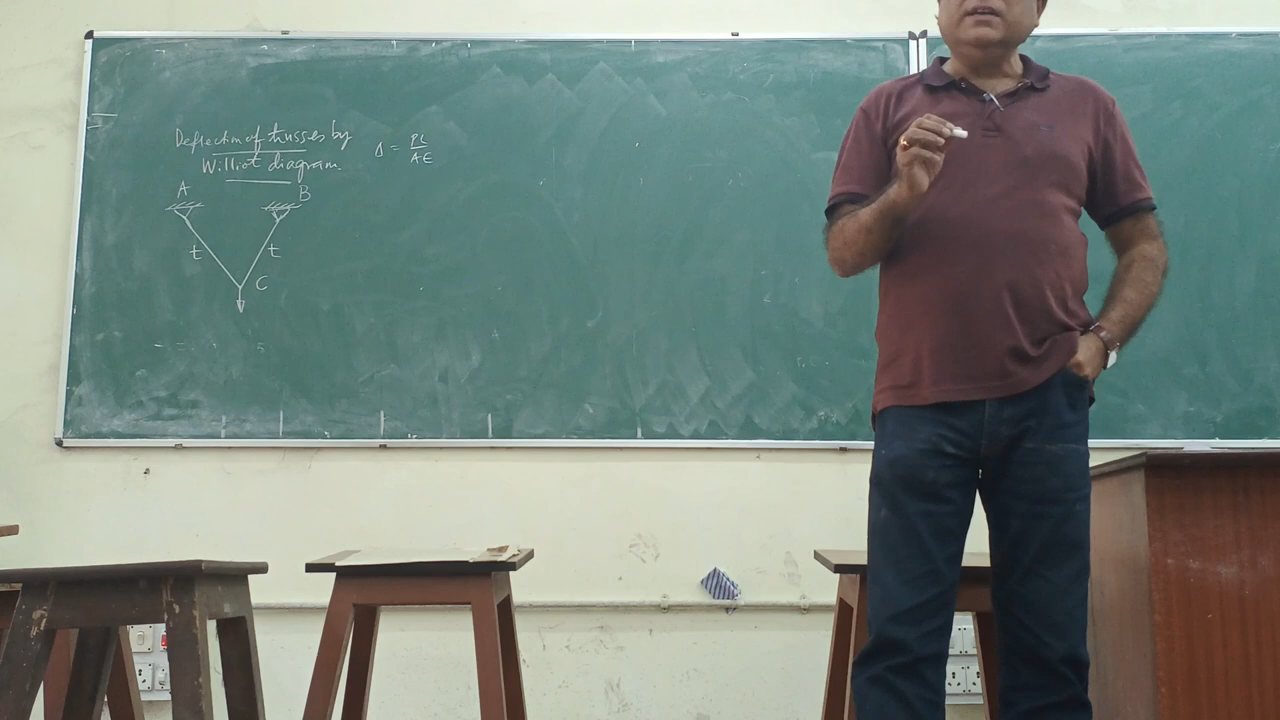 Deflection of trusses by
Williot diagram.
Δ = PL
AE
A
B
t
t
C